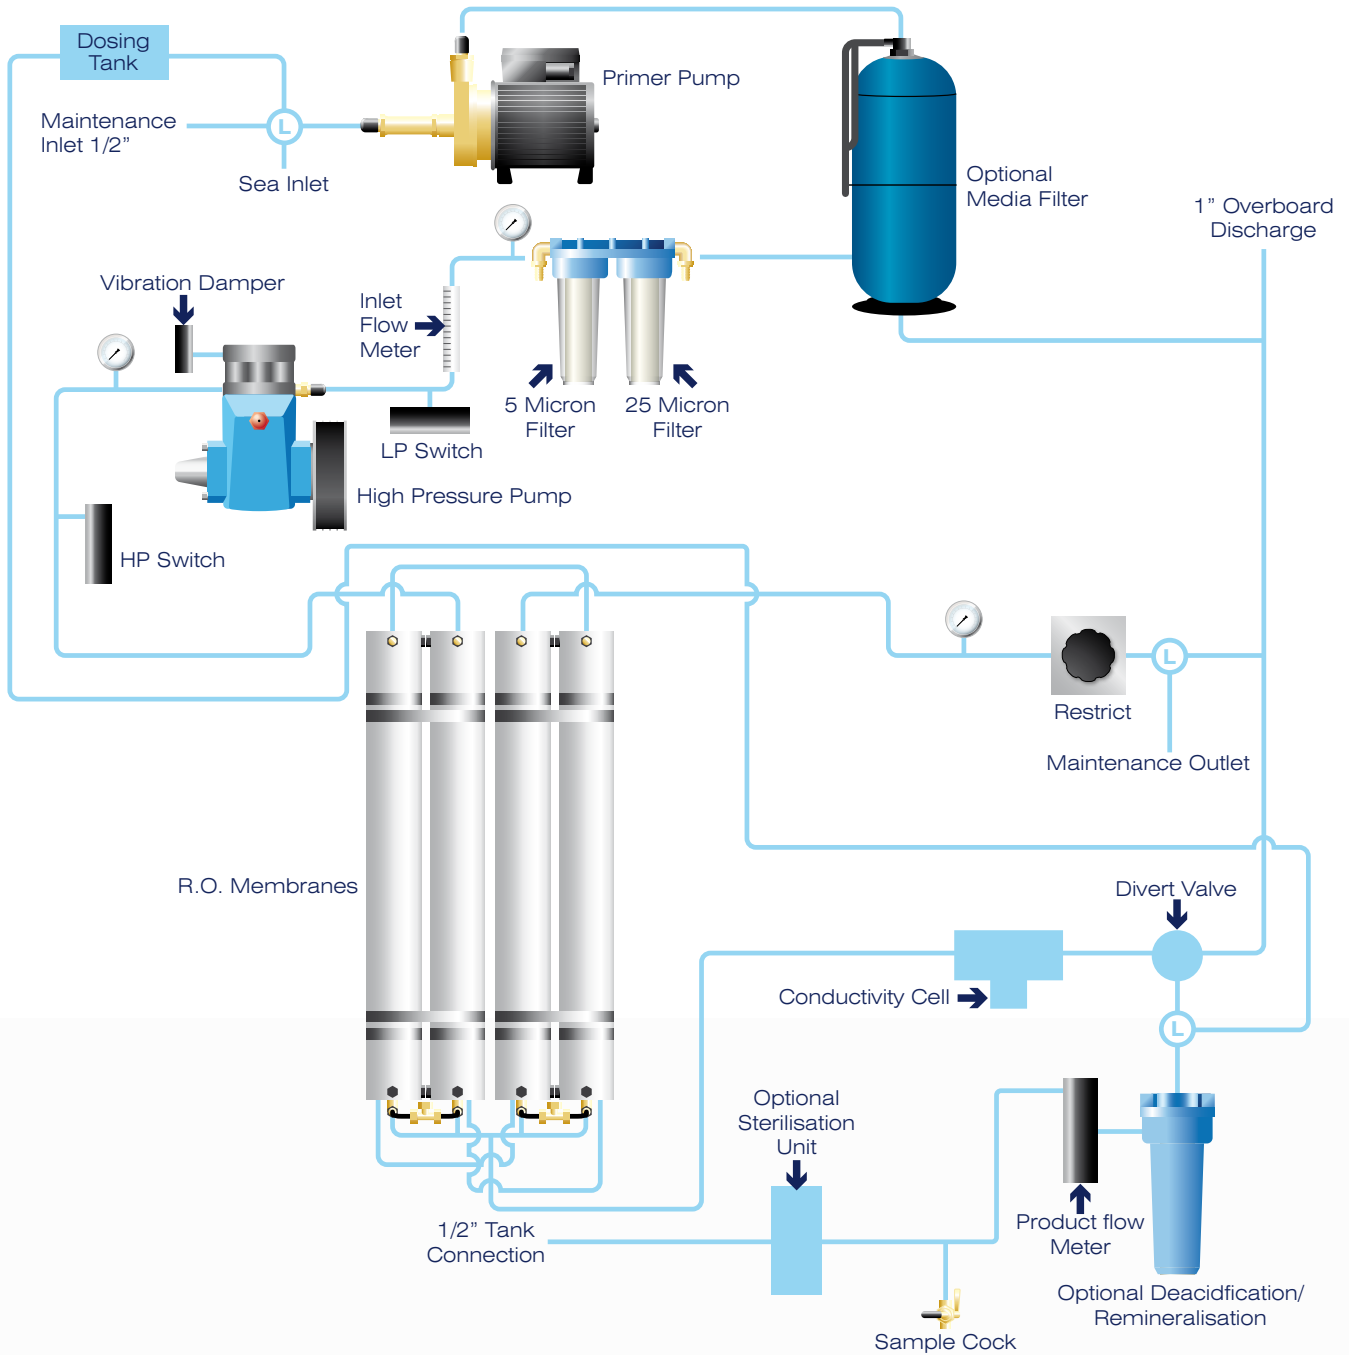 Dosing
Tank
Primer Pump
Maintenance
Inlet 1/2”
L
Sea Inlet
Optional
Media Filter
1” Overboard
Discharge
Vibration Damper
Inlet
Flow
Meter
5 Micron
Filter
25 Micron
Filter
LP Switch
High Pressure Pump
HP Switch
L
Restrict
Maintenance Outlet
R.O. Membranes
Divert Valve
Conductivity Cell
L
Optional
Sterilisation
Unit
1/2” Tank
Connection
Product flow
Meter
Optional Deacidfication/
Remineralisation
Sample Cock